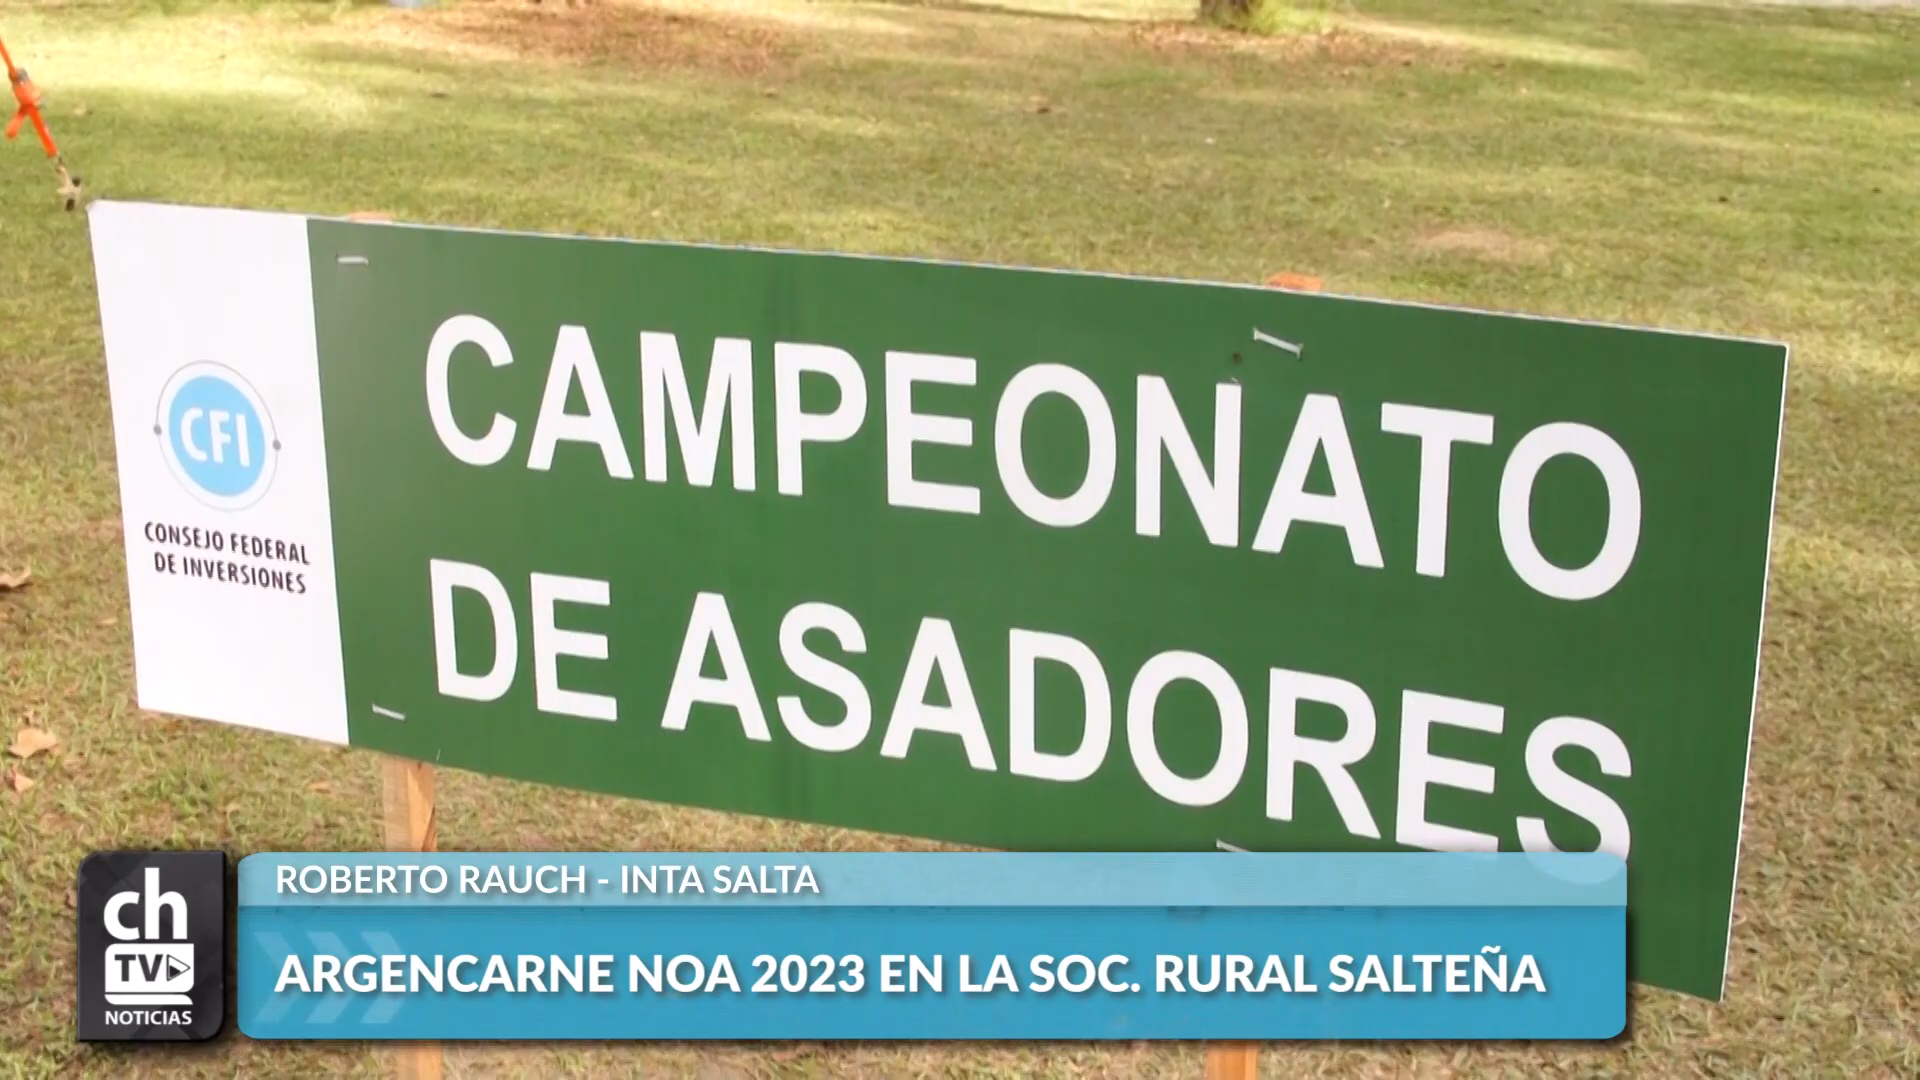 CAMPEONATO
DE ASADORES
CFI
CONSEJO FEDERAL
DE INVERSIONES
ROBERTO RAUCH - INTA SALTA
ARGENCARNE NOA 2023 EN LA SOC. RURAL SALTEÑA
ch
TV
NOTICIAS